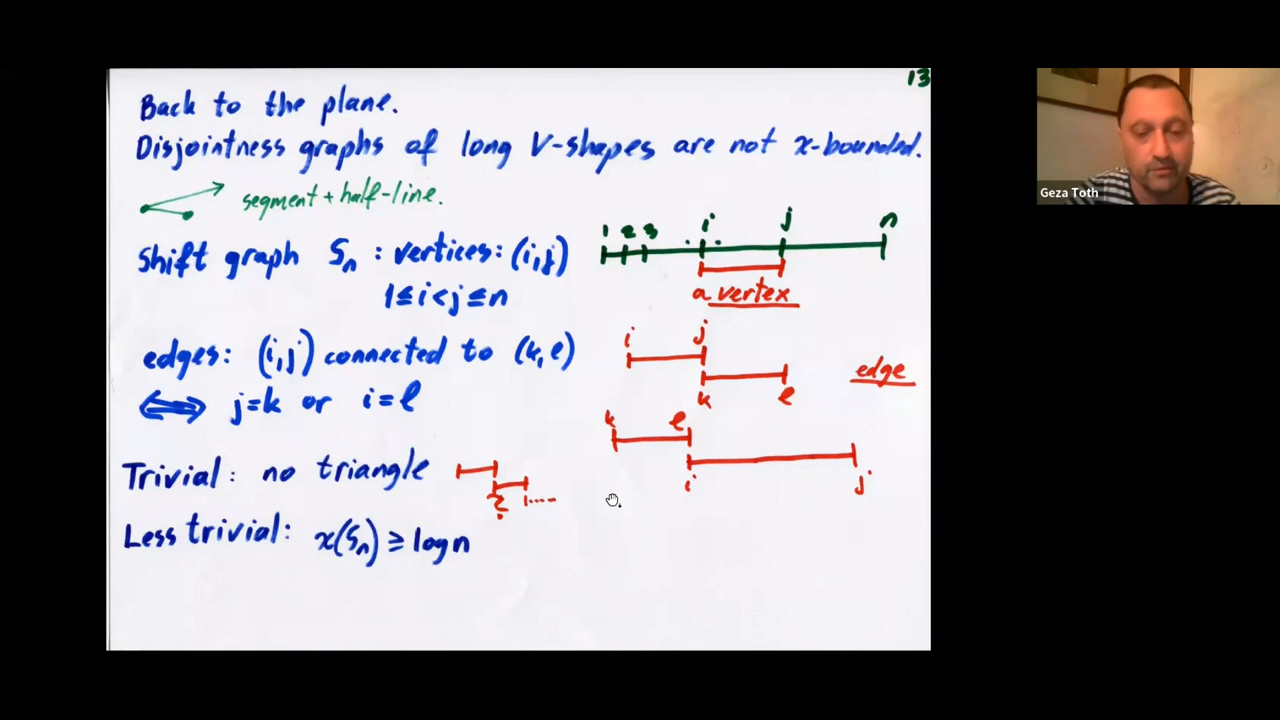 13
Back to the plane.
Disjointness graphs of long V-shapes are not χ-bounded.
segment + half-line.
Shift graph Sn : vertices: (i,j)
1≤i<j≤n
1 2 3 i j n
a vertex
edges: (i,j) connected to (k,ℓ)
⟺ j=k or i=ℓ
i j
k ℓ
edge
k ℓ
i j
Trivial: no triangle
?
Less trivial: χ(Sn) ≥ log n
Geza Toth